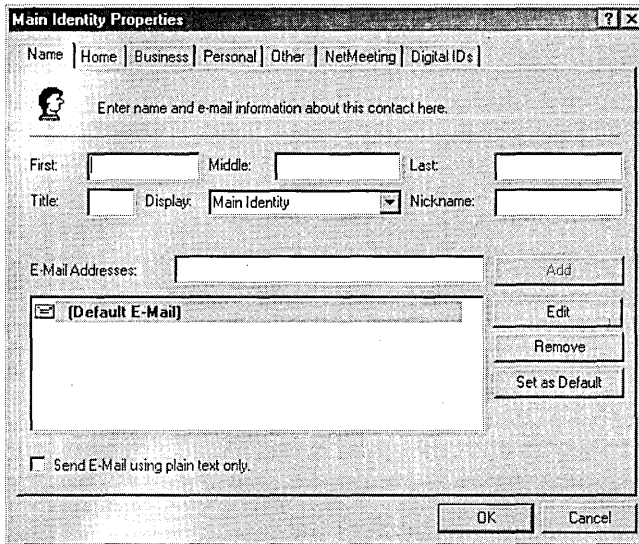 Main Identity Properties
Name Home Business Personal Other NetMeeting Digital IDs
Enter name and e-mail information about this contact here.
First: Middle: Last:
Title: Display: Main Identity Nickname:
E-Mail Addresses: Add
(Default E-Mail) Edit
Remove
Set as Default
Send E-Mail using plain text only.
OK Cancel